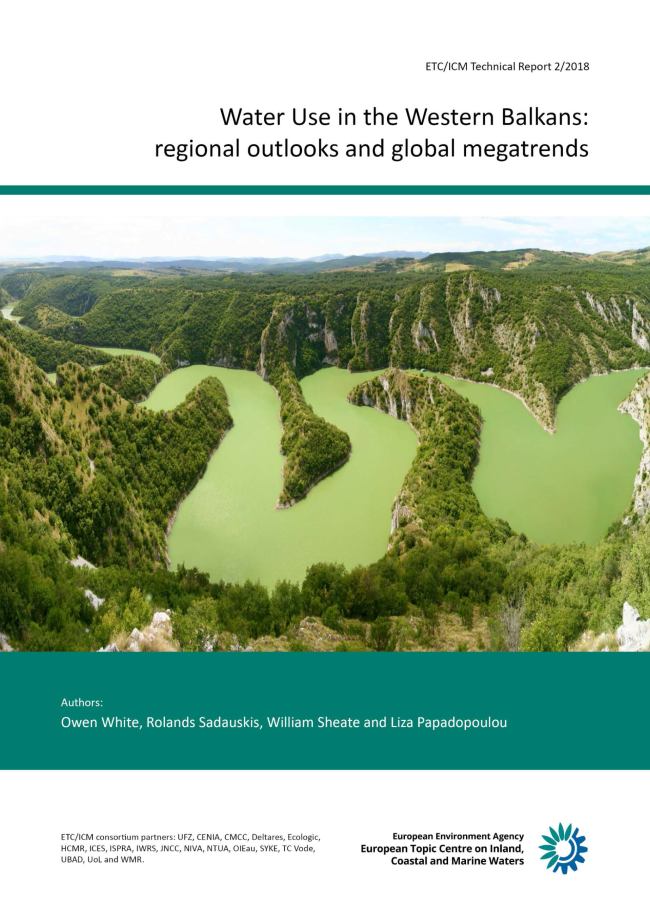 ETC/ICM Technical Report 2/2018
Water Use in the Western Balkans:
regional outlooks and global megatrends
Authors:
Owen White, Rolands Sadauskis, William Sheate and Liza Papadopoulou
ETC/ICM consortium partners: UFZ, CENIA, CMCC, Deltares, Ecologic,
HCMR, ICES, ISPRA, IWRS, JNCC, NIVA, NTUA, OIEau, SYKE, TC Vode,
UBAD, UoL and WMR.
European Environment Agency
European Topic Centre on Inland,
Coastal and Marine Waters